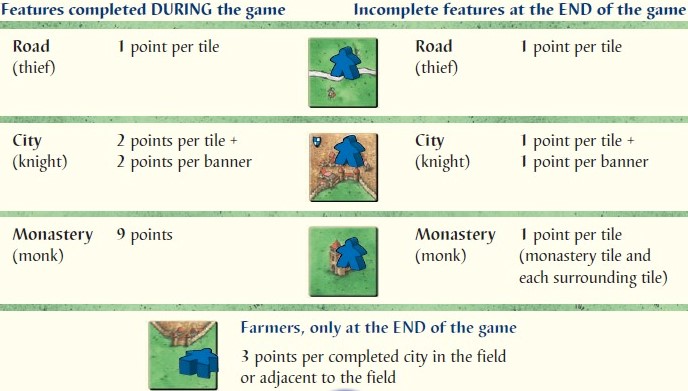 Features completed DURING the game
Incomplete features at the END of the game
Road
(thief)
1 point per tile
Road
(thief)
1 point per tile
City
(knight)
2 points per tile +
2 points per banner
City
(knight)
1 point per tile +
1 point per banner
Monastery
(monk)
9 points
Monastery
(monk)
1 point per tile
(monastery tile and
each surrounding tile)
Farmers, only at the END of the game
3 points per completed city in the field
or adjacent to the field